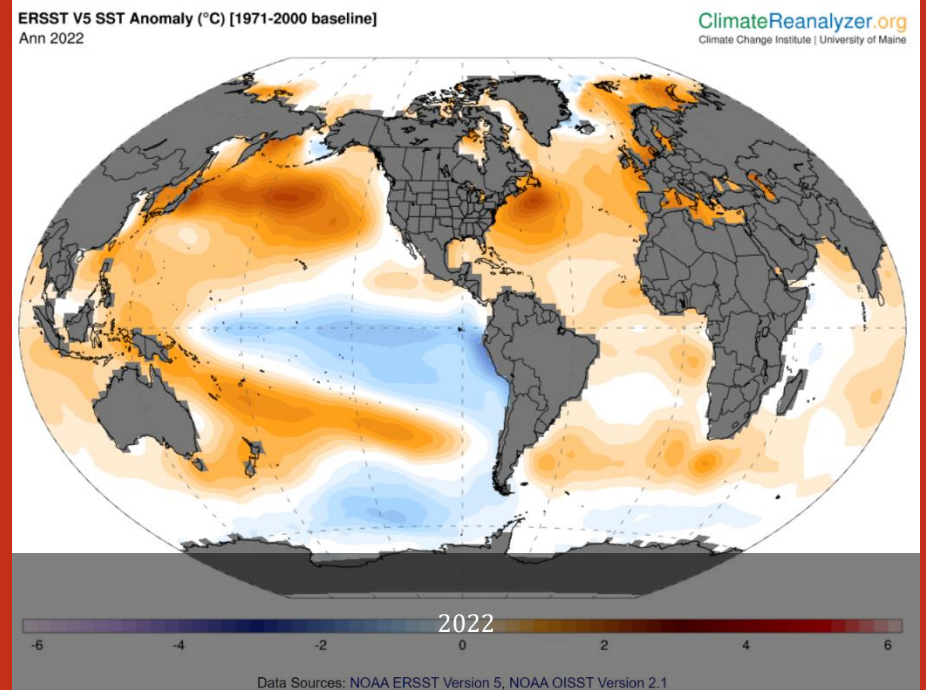 ERSST V5 SST Anomaly (°C) [1971-2000 baseline]
Ann 2022
ClimateReanalyzer.org
Climate Change Institute | University of Maine
2022
-6 -4 -2 0 2 4 6
Data Sources: NOAA ERSST Version 5, NOAA OISST Version 2.1